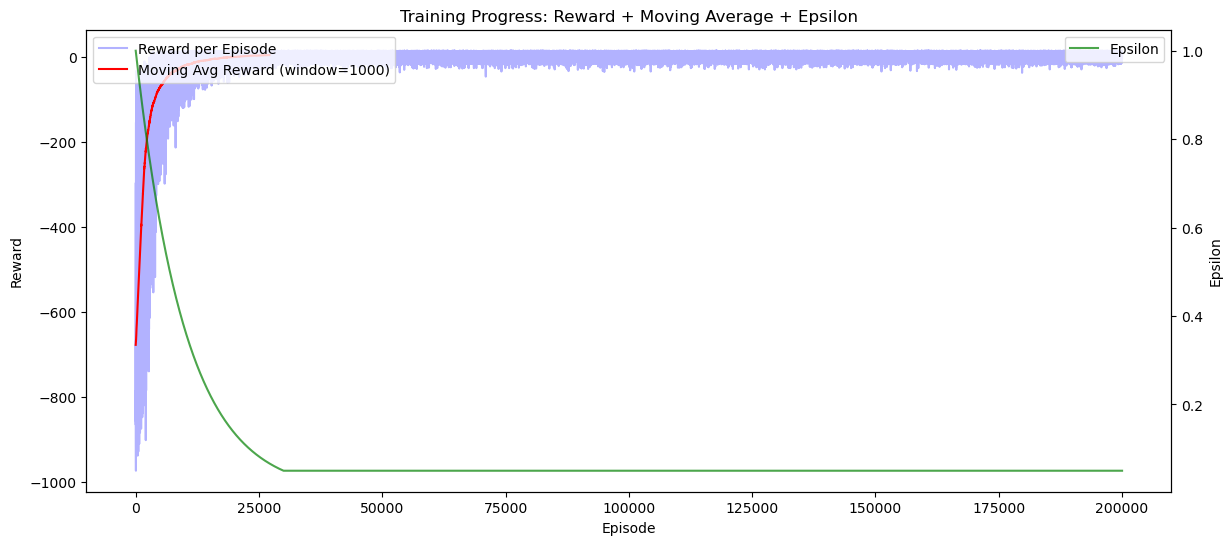 Training Progress: Reward + Moving Average + Epsilon
Reward per Episode
Moving Avg Reward (window=1000)
Epsilon
0
−200
−400
−600
−800
−1000
Reward
1.0
0.8
0.6
0.4
0.2
Epsilon
0 25000 50000 75000 100000 125000 150000 175000 200000
Episode